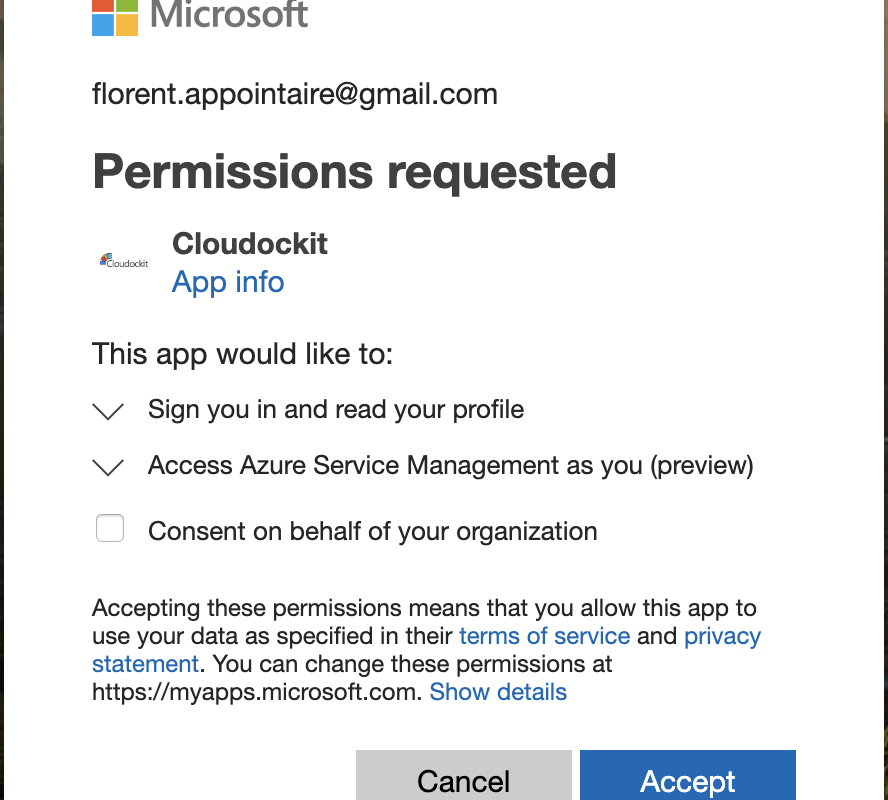 Microsoft
florent.appointaire@gmail.com
Permissions requested
Cloudockit
Cloudockit
App info
This app would like to:
Sign you in and read your profile
Access Azure Service Management as you (preview)
Consent on behalf of your organization
Accepting these permissions means that you allow this app to
use your data as specified in their terms of service and privacy
statement. You can change these permissions at
https://myapps.microsoft.com. Show details
Cancel Accept